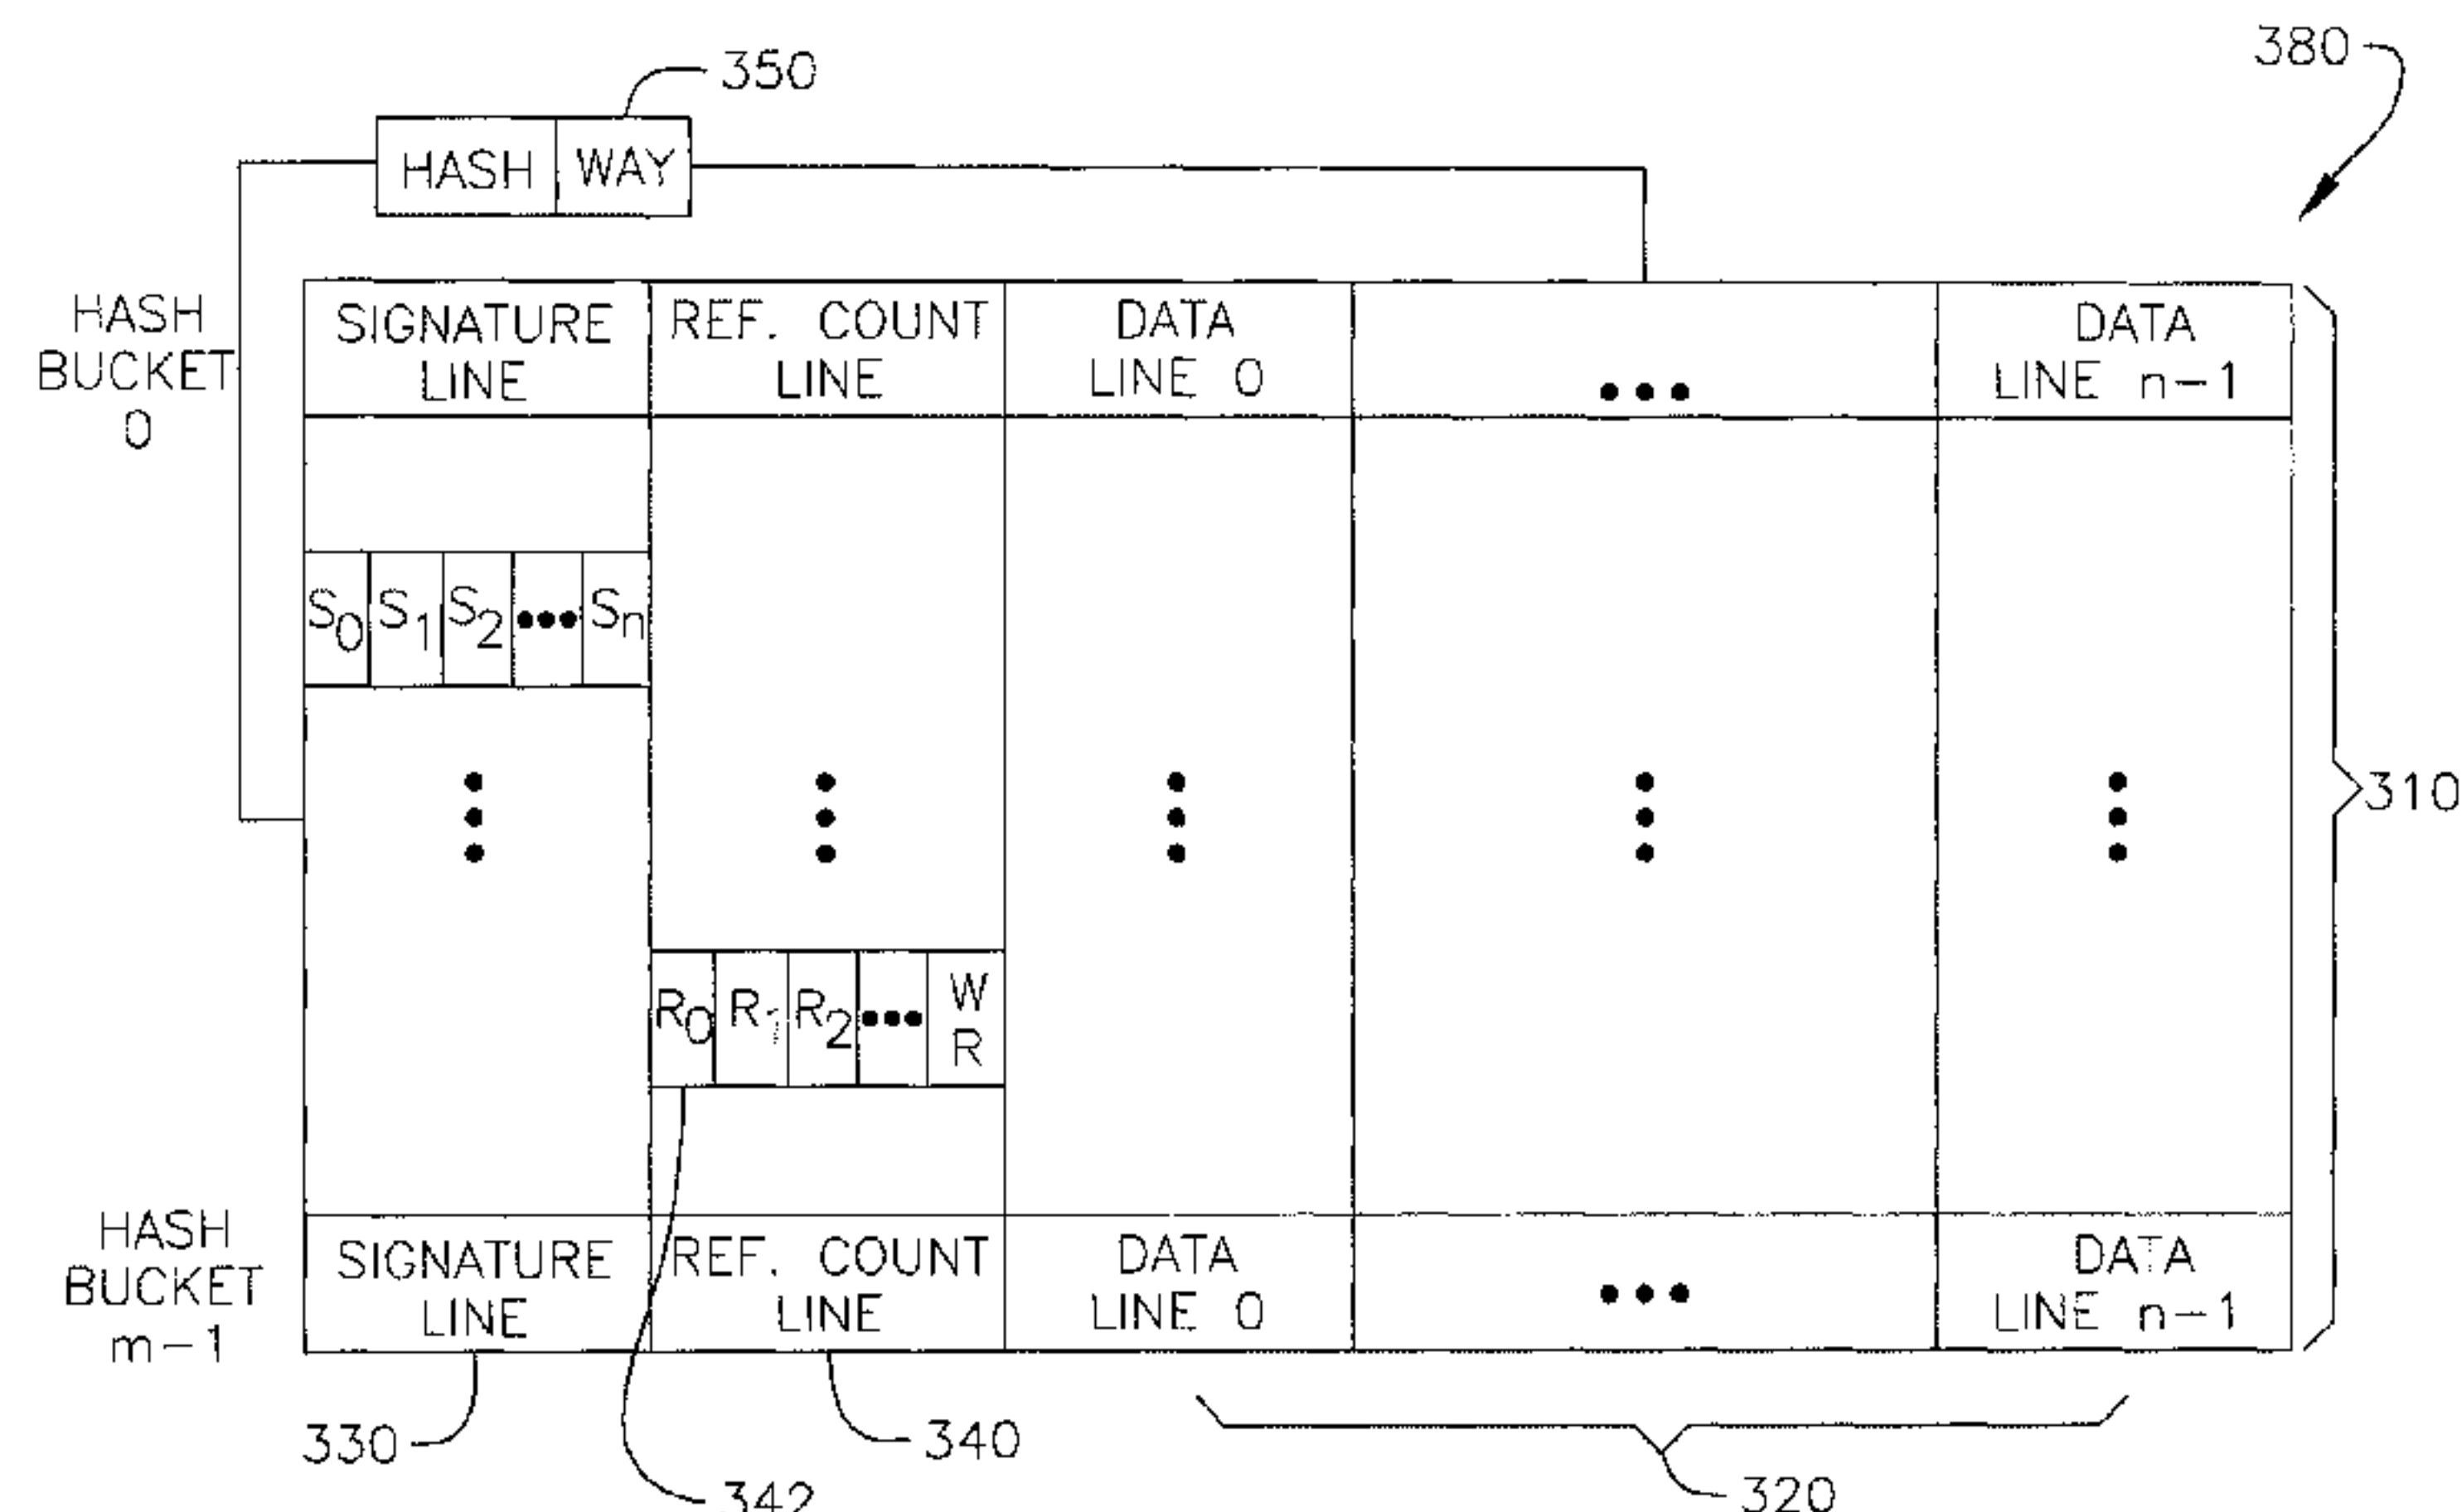 380
350
HASH WAY
HASH BUCKET 0
SIGNATURE LINE
REF. COUNT LINE
DATA LINE 0
•••
DATA LINE n-1
S0 S1 S2 ••• Sn
310
R0 R1 R2 ••• WR
HASH BUCKET m-1
SIGNATURE LINE
REF. COUNT LINE
DATA LINE 0
•••
DATA LINE n-1
330
340
342
320